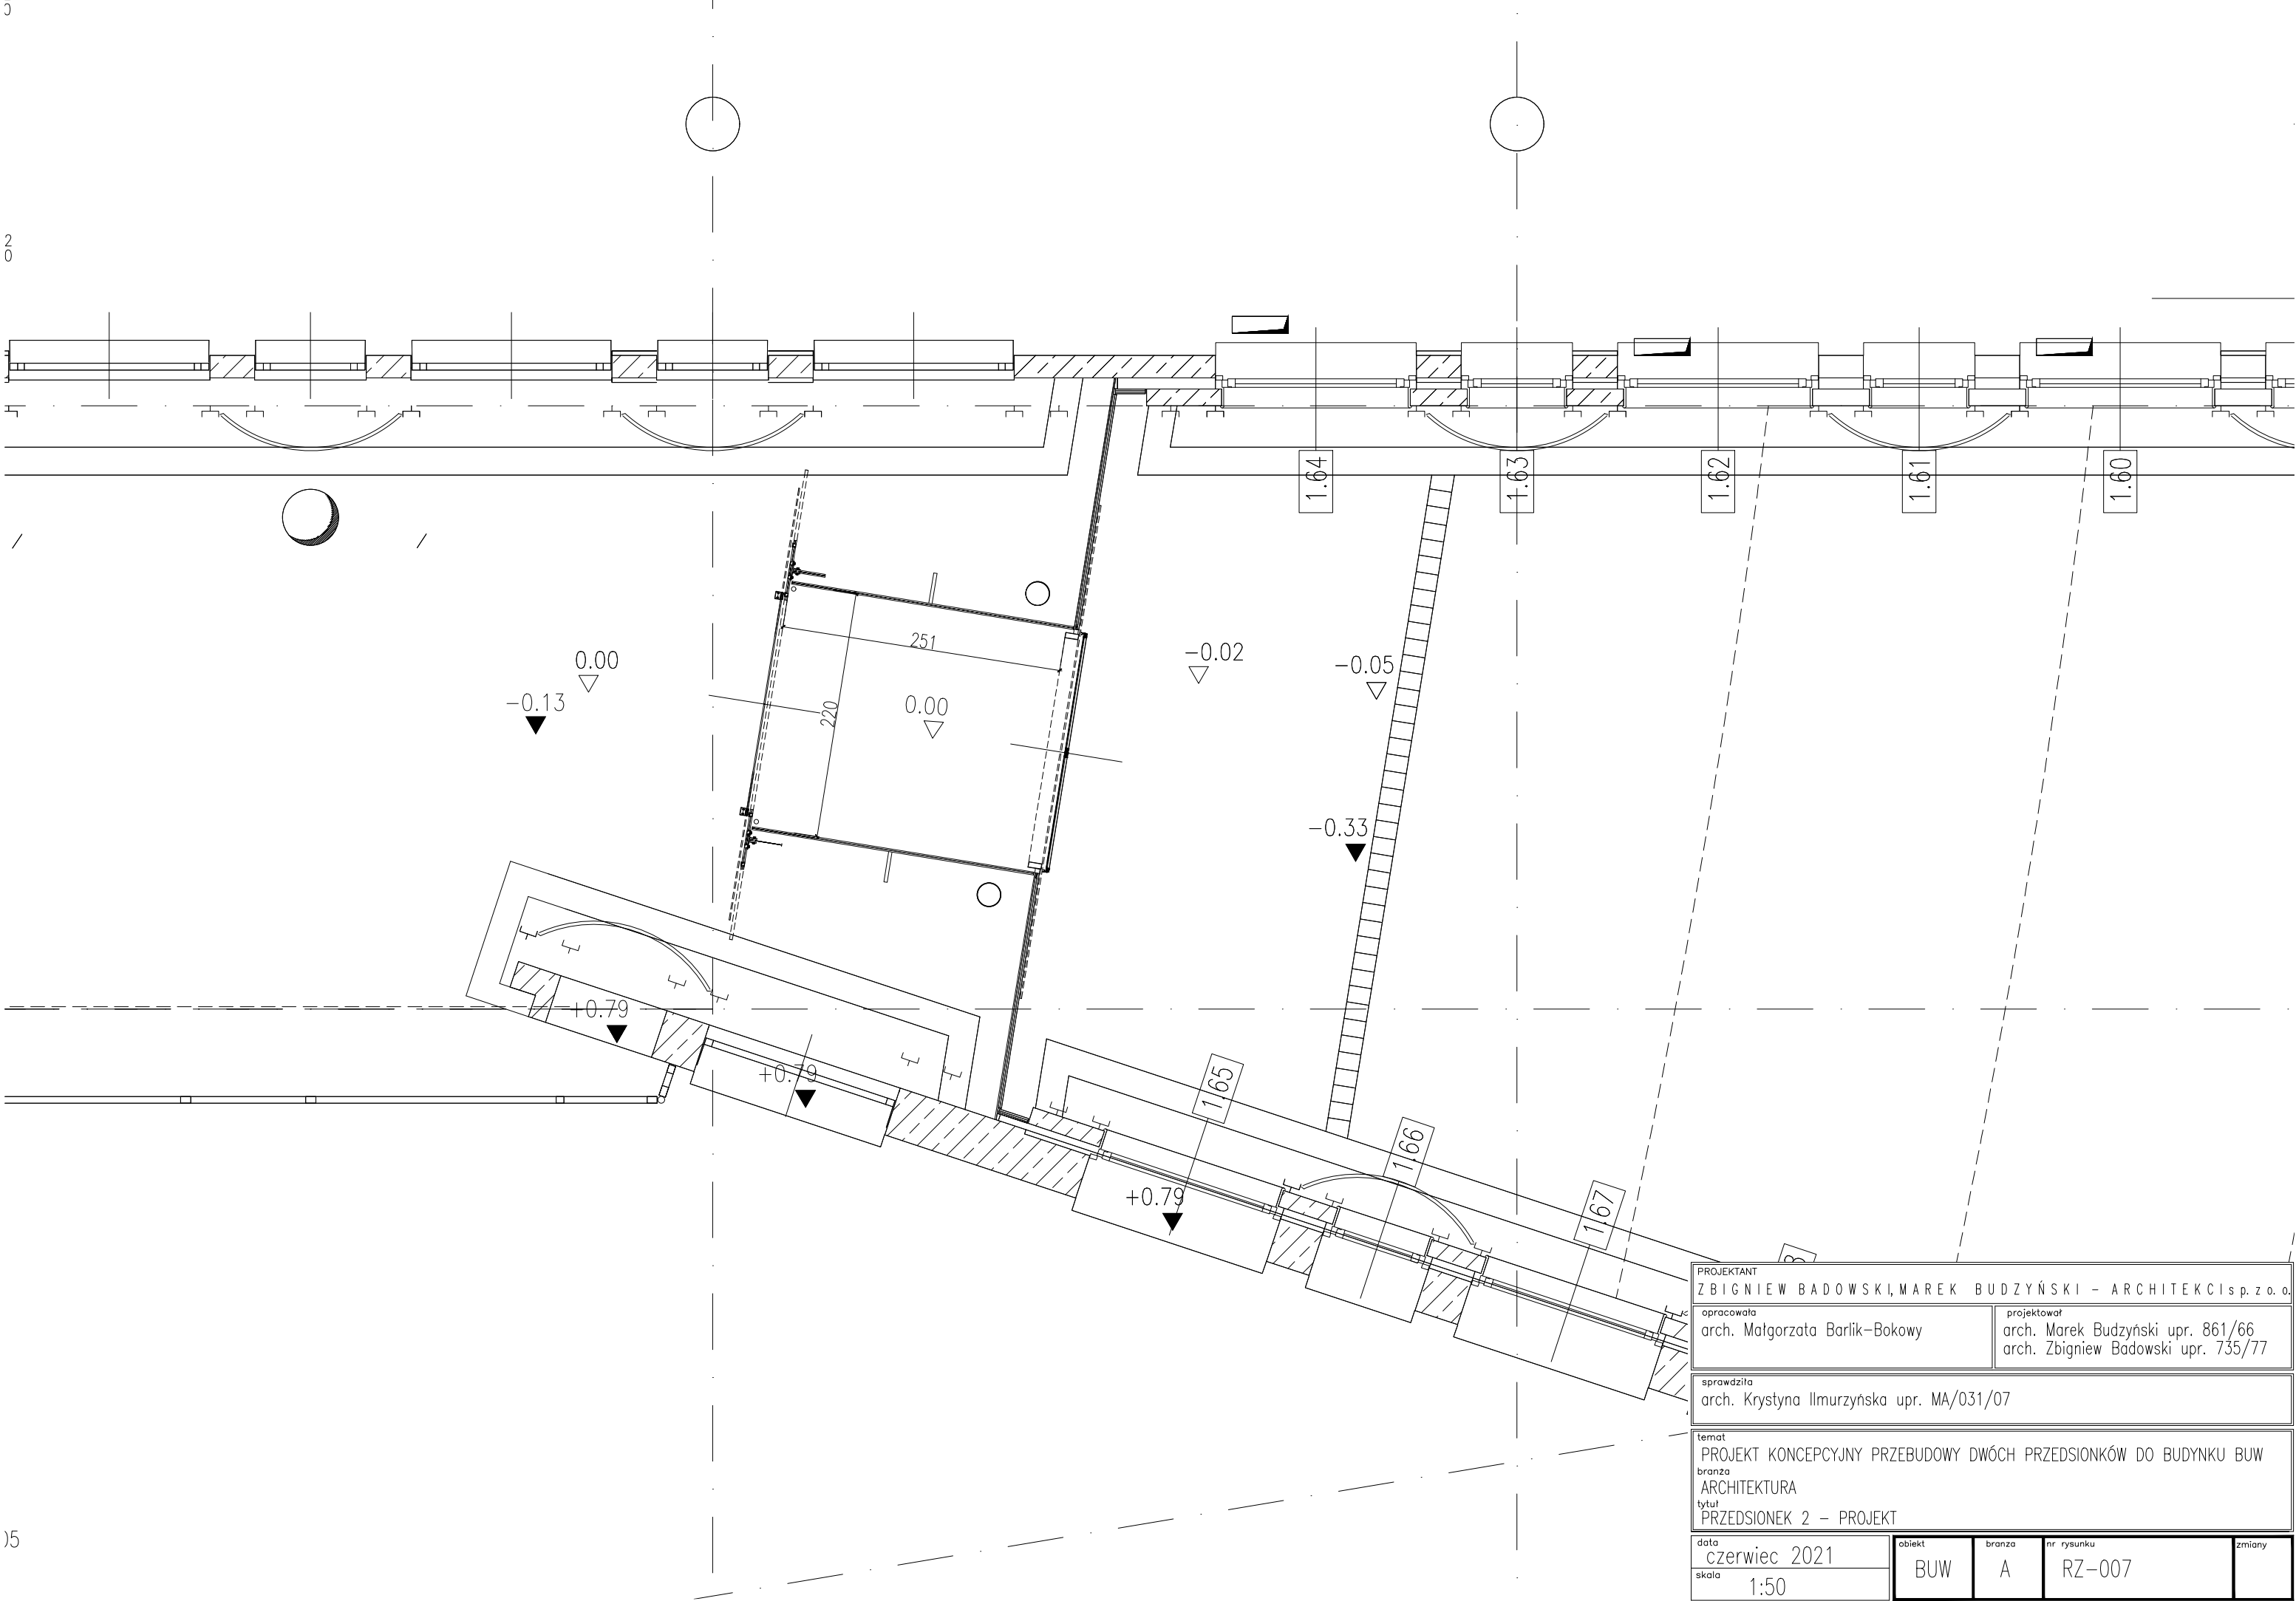 2
0
1.64
1.63
1.62
1.61
1.60
251
0.00
-0.02
-0.05
-0.13
220
0.00
-0.33
+0.79
+0.79
1.65
1.66
+0.79
1.67
PROJEKTANT
ZBIGNIEW BADOWSKI, MAREK BUDZYŃSKI – ARCHITEKCI sp. z o. o.
opracowała
arch. Małgorzata Barlik-Bokowy
projektował
arch. Marek Budzyński upr. 861/66
arch. Zbigniew Badowski upr. 735/77
sprawdziła
arch. Krystyna Ilmurzyńska upr. MA/031/07
temat
PROJEKT KONCEPCYJNY PRZEBUDOWY DWÓCH PRZEDSIONKÓW DO BUDYNKU BUW
branża
ARCHITEKTURA
tytuł
PRZEDSIONEK 2 – PROJEKT
data
czerwiec 2021
skala
1:50
obiekt
BUW
branża
A
nr rysunku
RZ-007
zmiany